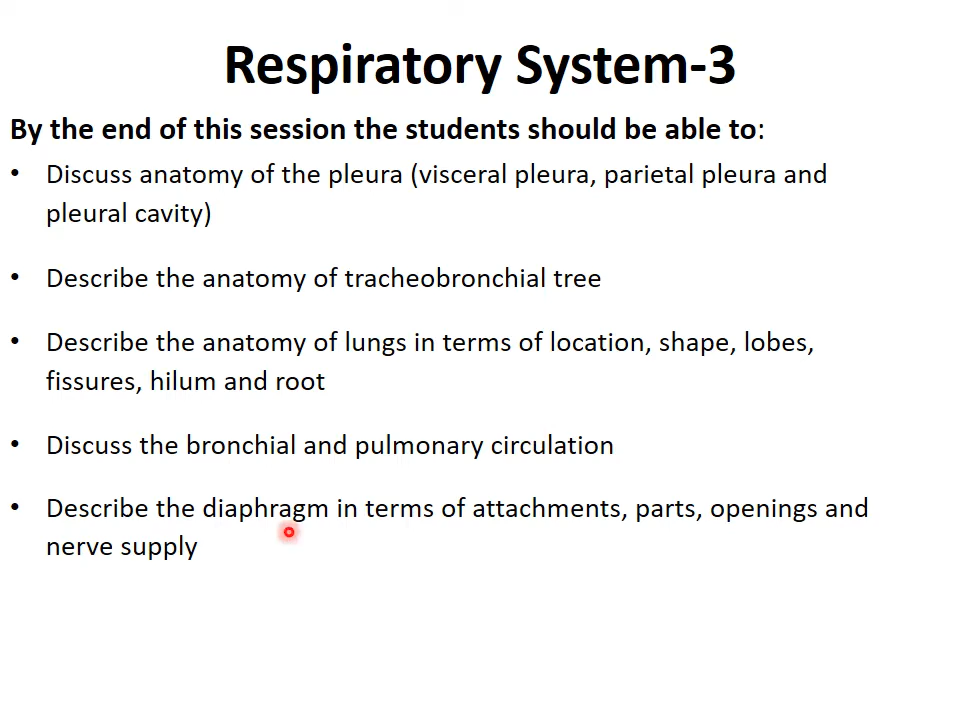 Respiratory System-3
By the end of this session the students should be able to:
• Discuss anatomy of the pleura (visceral pleura, parietal pleura and
pleural cavity)
• Describe the anatomy of tracheobronchial tree
• Describe the anatomy of lungs in terms of location, shape, lobes,
fissures, hilum and root
• Discuss the bronchial and pulmonary circulation
• Describe the diaphragm in terms of attachments, parts, openings and
nerve supply